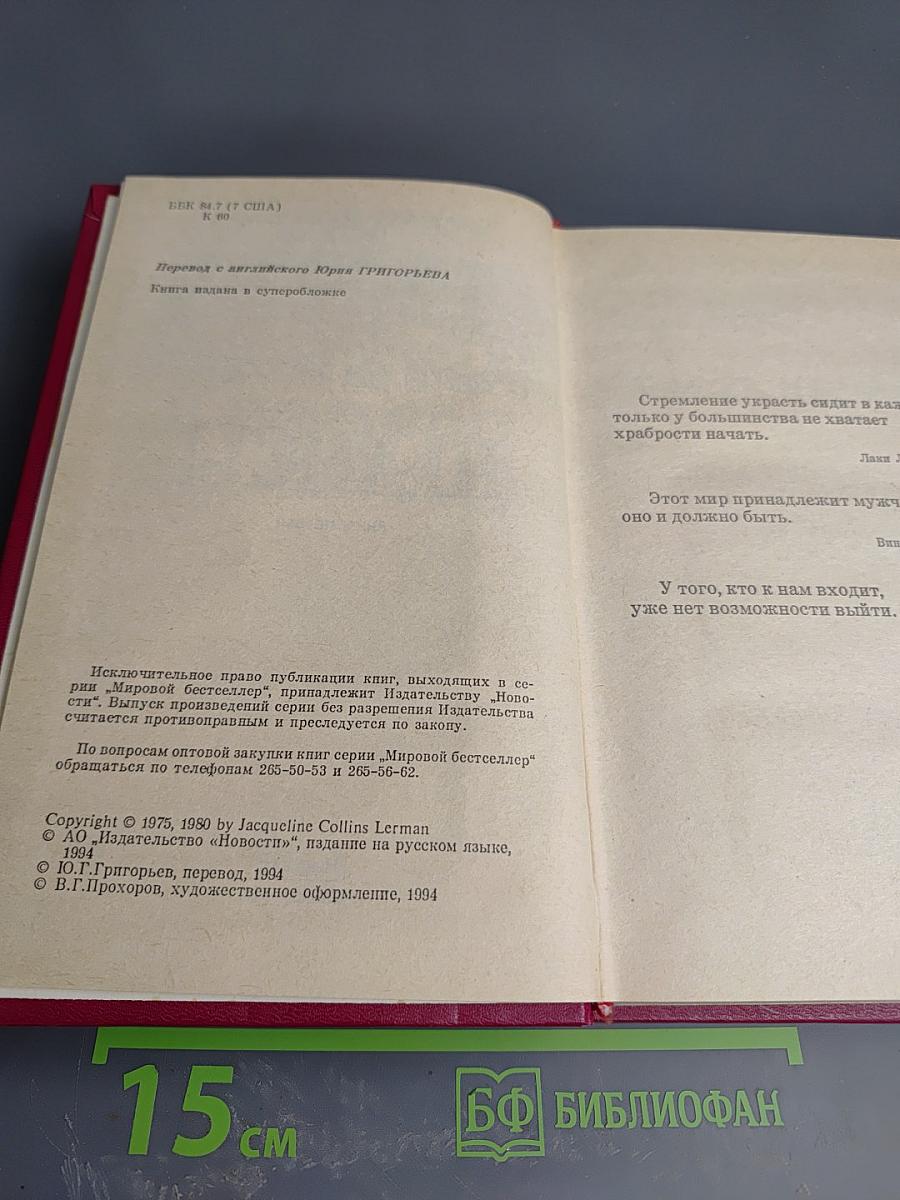 ББК 84.7 (7 США)
К 60
Перевод с английского Юрия ГРИГОРЬЕВА
Книга издана в суперобложке
Исключительное право публикации книг, выходящих в се-
рии „Мировой бестселлер“, принадлежит Издательству „Ново-
сти“. Выпуск произведений серии без разрешения Издательства
считается противоправным и преследуется по закону.
По вопросам оптовой закупки книг серии „Мировой бестселлер“
обращаться по телефонам 265-50-53 и 265-56-62.
Copyright © 1975, 1980 by Jacqueline Collins Lerman
© АО „Издательство «Новости»“, издание на русском языке,
1994
© Ю.Г.Григорьев, перевод, 1994
© В.Г.Прохоров, художественное оформление, 1994
Стремление украсть сидит в
только у большинства не хватает
храбрости начать.
Лаки
Этот мир принадлежит
оно и должно быть.
У того, кто к нам входит,
уже нет возможности выйти.
15 см
БФ БИБЛИОФАН